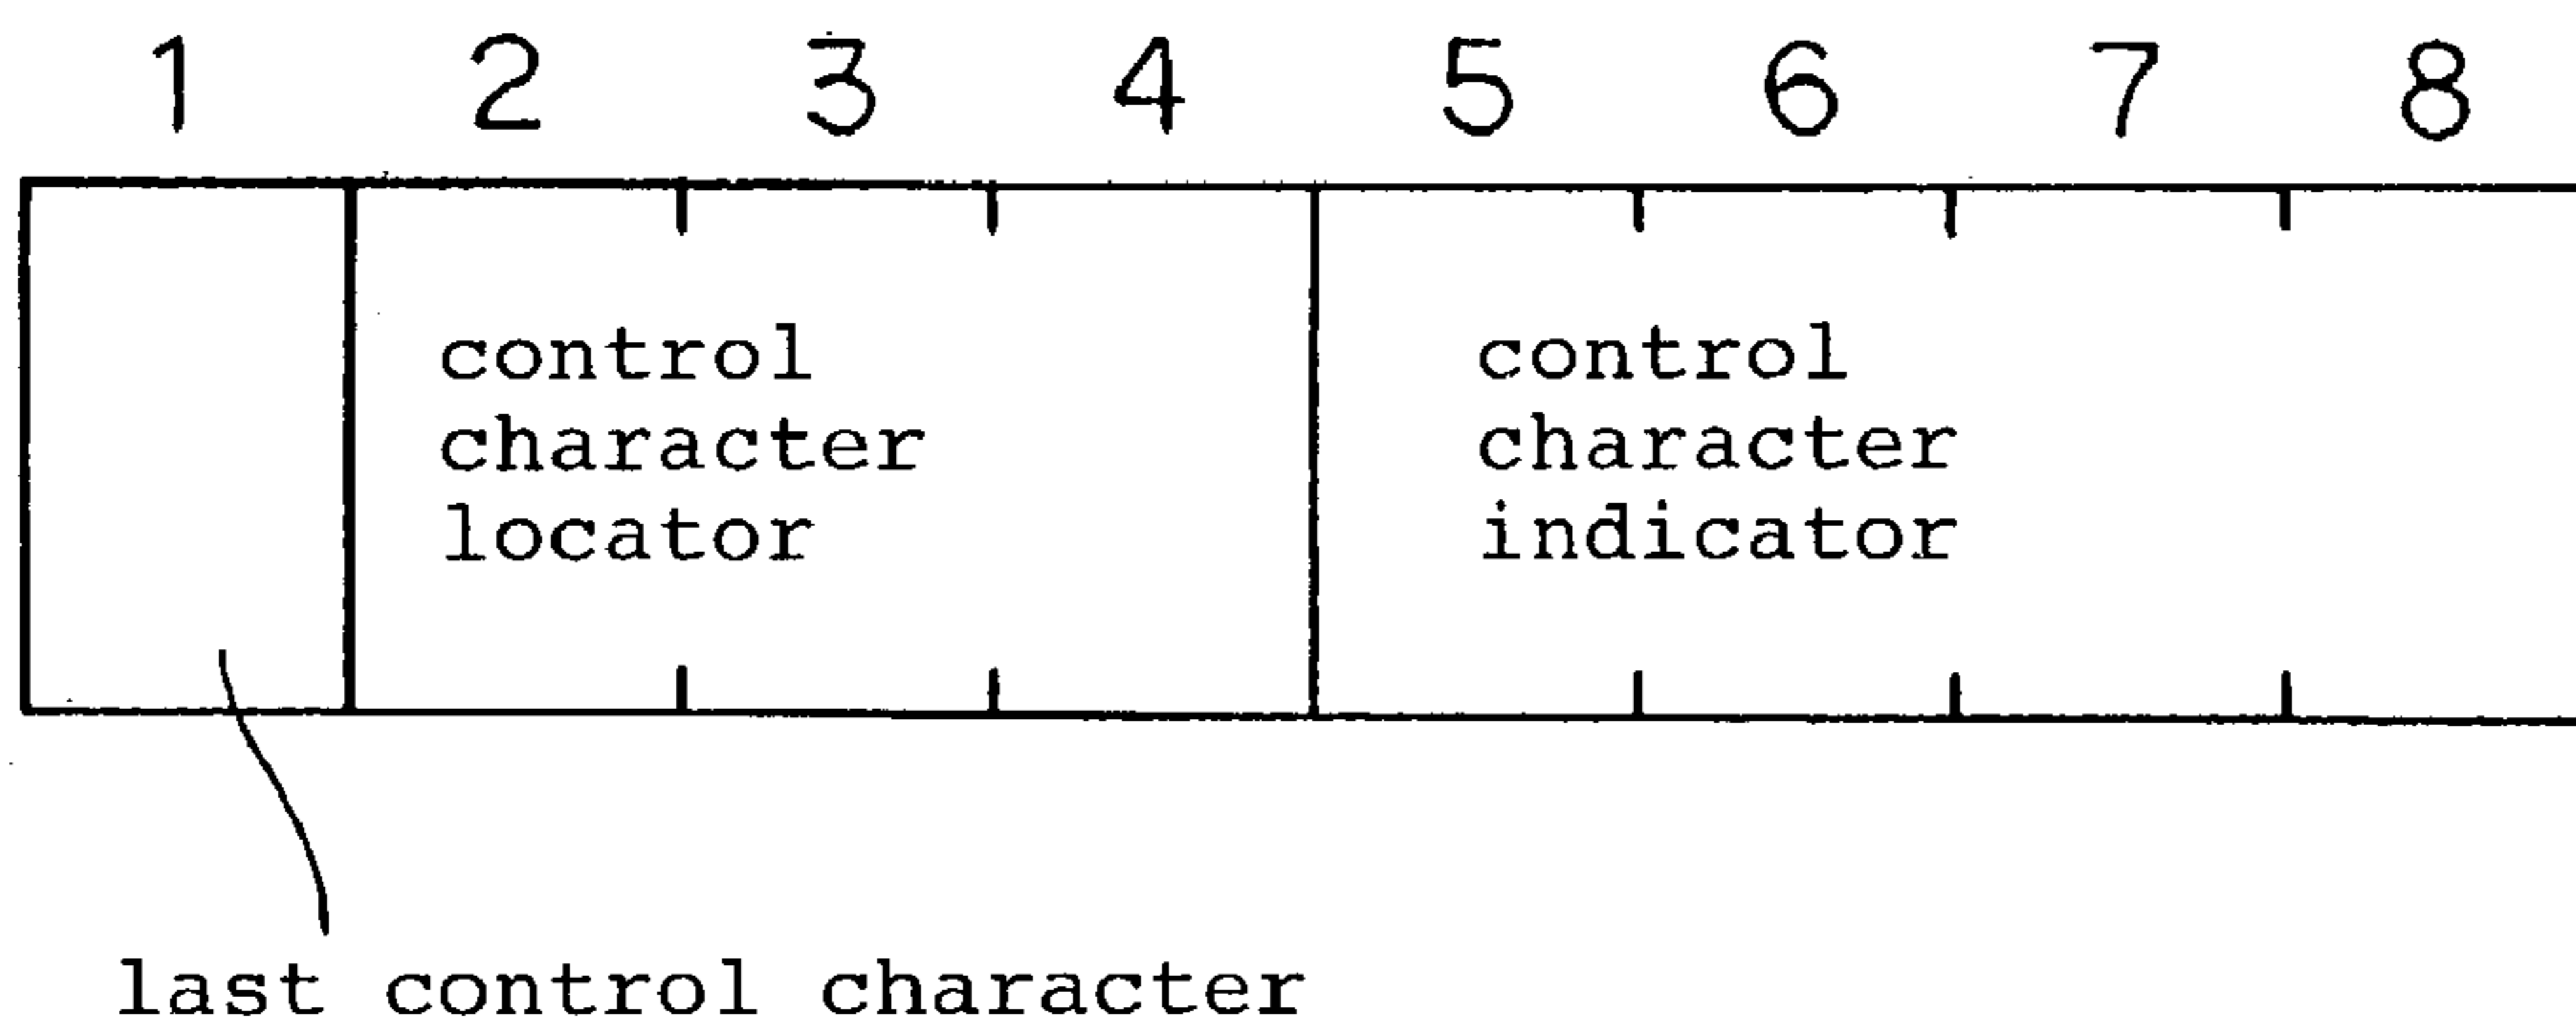 1 2 3 4 5 6 7 8
control
character
locator
control
character
indicator
last control character